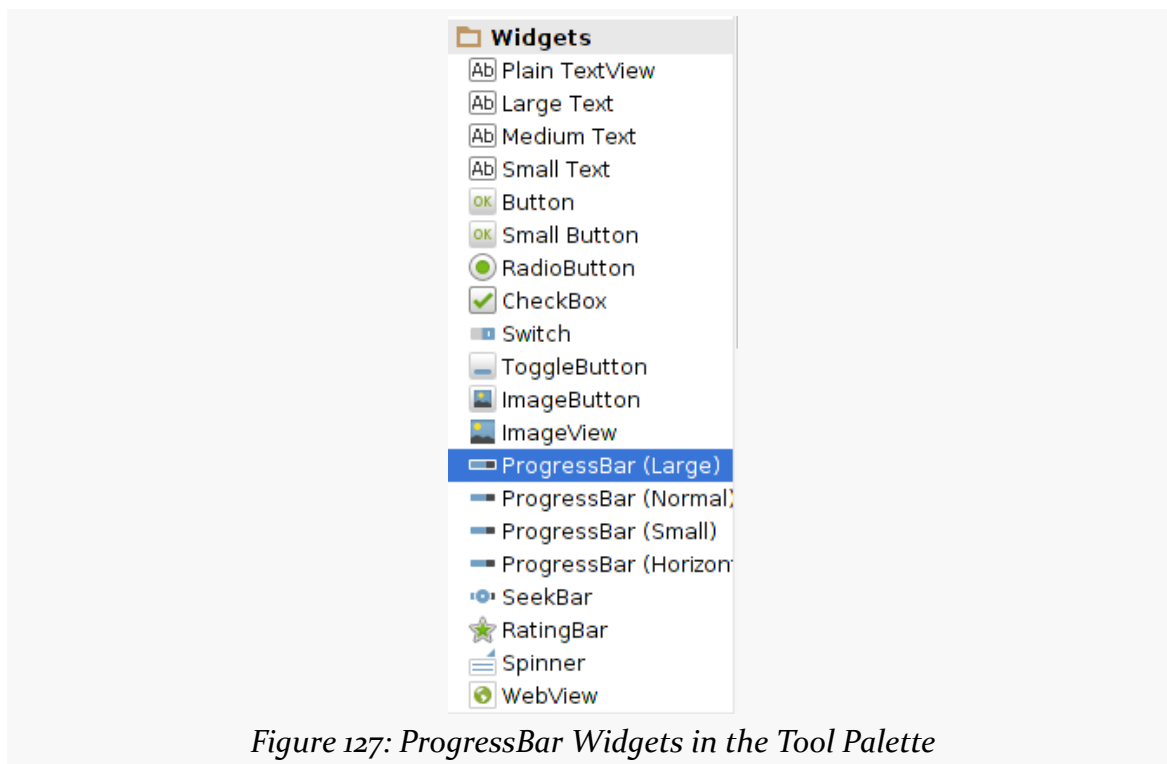 Widgets
Ab Plain TextView
Ab Large Text
Ab Medium Text
Ab Small Text
OK Button
OK Small Button
RadioButton
CheckBox
Switch
ToggleButton
ImageButton
ImageView
ProgressBar (Large)
ProgressBar (Normal)
ProgressBar (Small)
ProgressBar (Horizon
SeekBar
RatingBar
Spinner
WebView
Figure 127: ProgressBar Widgets in the Tool Palette